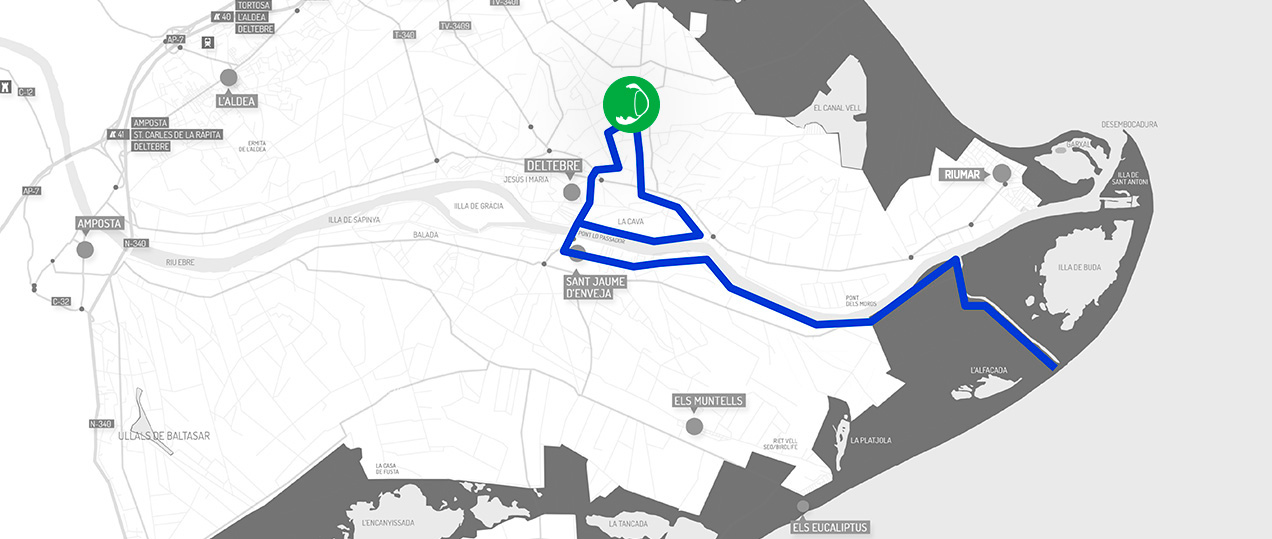 TORTOSA
40 L'ALDEA
DELTEBRE
TV-3401
TV-3408
T-340
AP-7
L'ALDEA
C-12
AMPOSTA
41 ST. CARLES DE LA RÀPITA
DELTEBRE
ERMITA
DE L'ALDEA
EL CANAL VELL
DESEMBOCADURA
GARXAL
DELTEBRE
JESÚS I MARIA
RIUMAR
ILLA DE
SANT ANTONI
AP-7
ILLA DE GRACIA
ILLA DE SAPINYA
LA CAVA
AMPOSTA
BALADA
PONT LO PASSADOR
N-340
RIU EBRE
ILLA DE BUDA
SANT JAUME
D'ENVEJA
C-32
PONT
DELS MOROS
L'ALFACADA
ELS MUNTELLS
N-340
ULLALS DE BALTASAR
RIET VELL
SEO/BIRDLIFE
LA PLATJOLA
LA CASA
DE FUSTA
L'ENCANYISSADA
LA TANCADA
ELS EUCALIPTUS